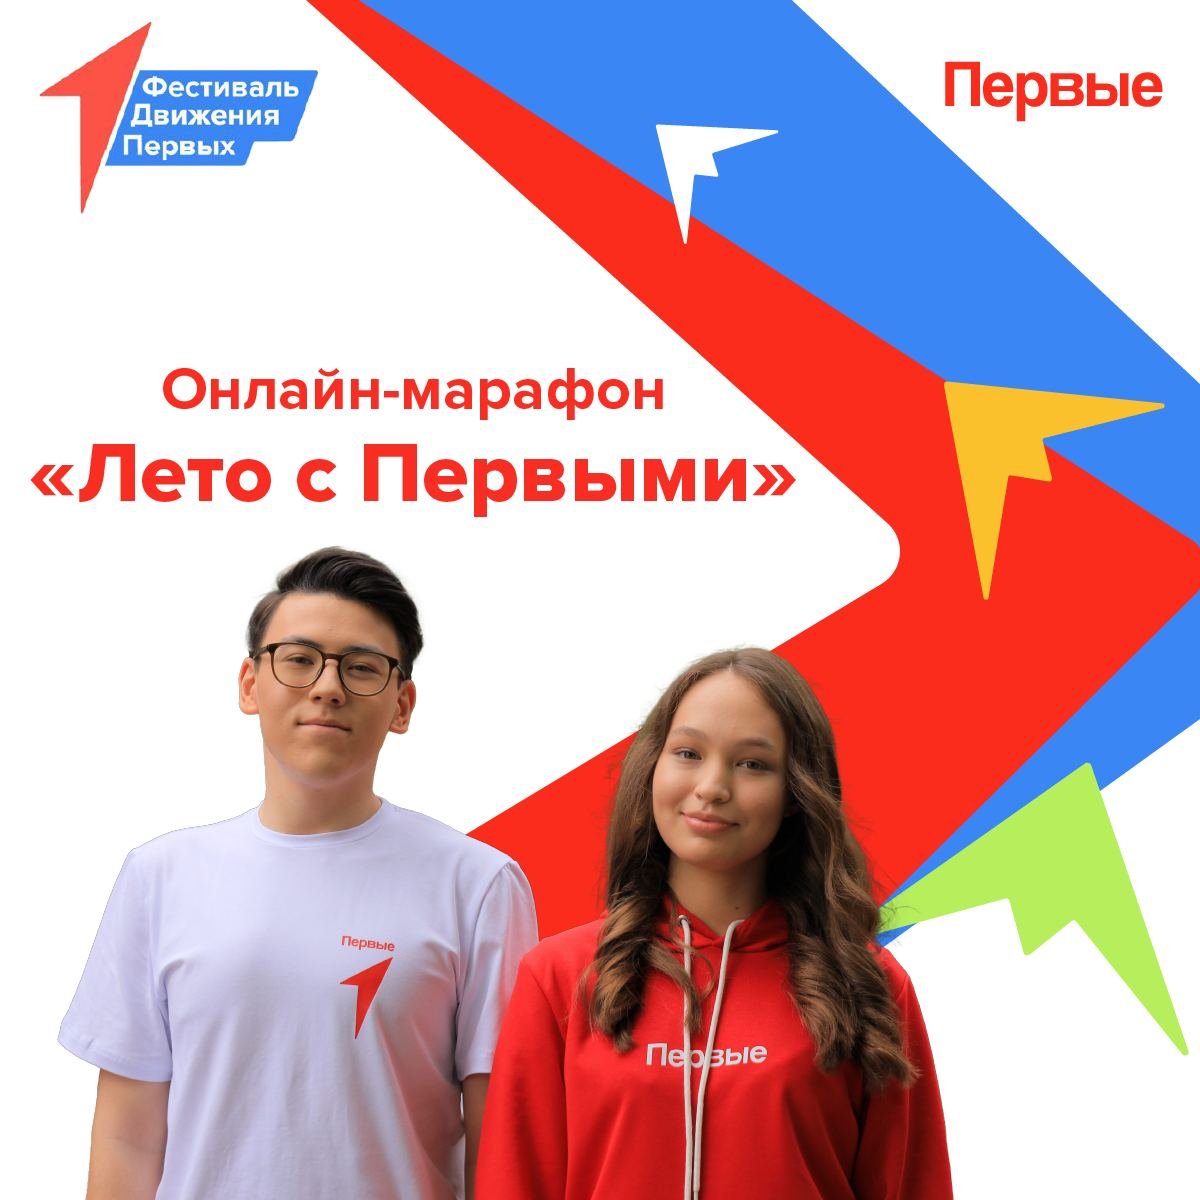 Фестиваль
Движения
Первых
Первые
Онлайн-марафон
«Лето с Первыми»
Первые
Первые